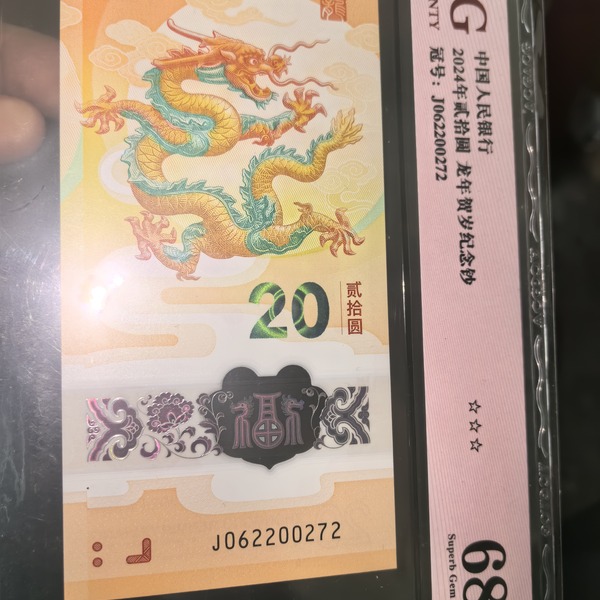 20
贰拾圆
J062200272
G
NTY
中国人民银行
2024年贰拾圆 龙年贺岁纪念钞
冠号: J062200272
☆☆☆
68
Superb Gem